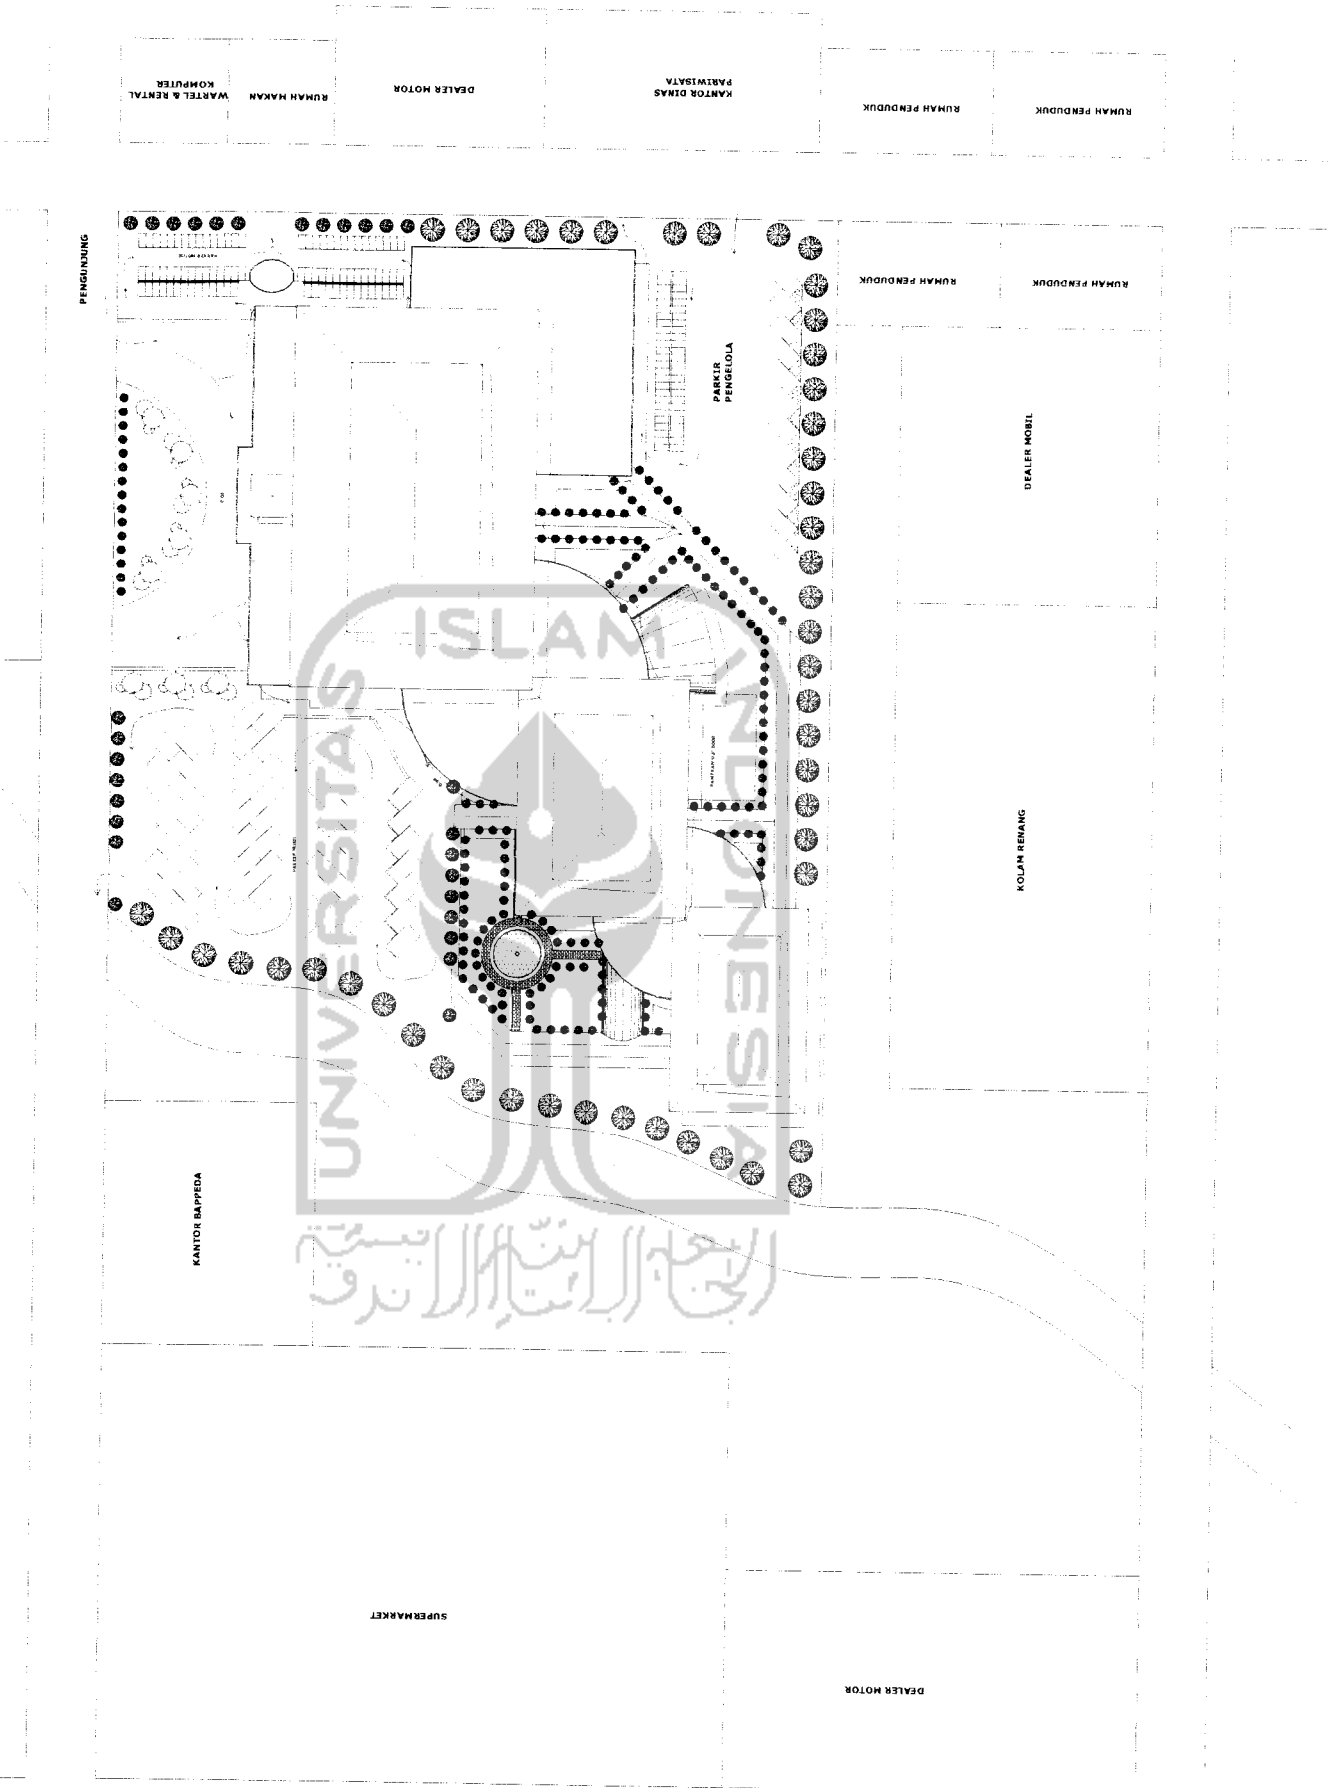 WARTEL & RENTAL
KOMPUTER
RUMAH MAKAN
DEALER MOTOR
KANTOR DINAS
PARIWISATA
RUMAH PENDUDUK
RUMAH PENDUDUK
PENGUNJUNG
RUMAH PENDUDUK
RUMAH PENDUDUK
PARKIR
PENGELOLA
DEALER MOBIL
ISLAM
UNIVERSITAS
INDONESIA
KOLAM RENANG
KANTOR BAPPEDA
SUPERMARKET
DEALER MOTOR